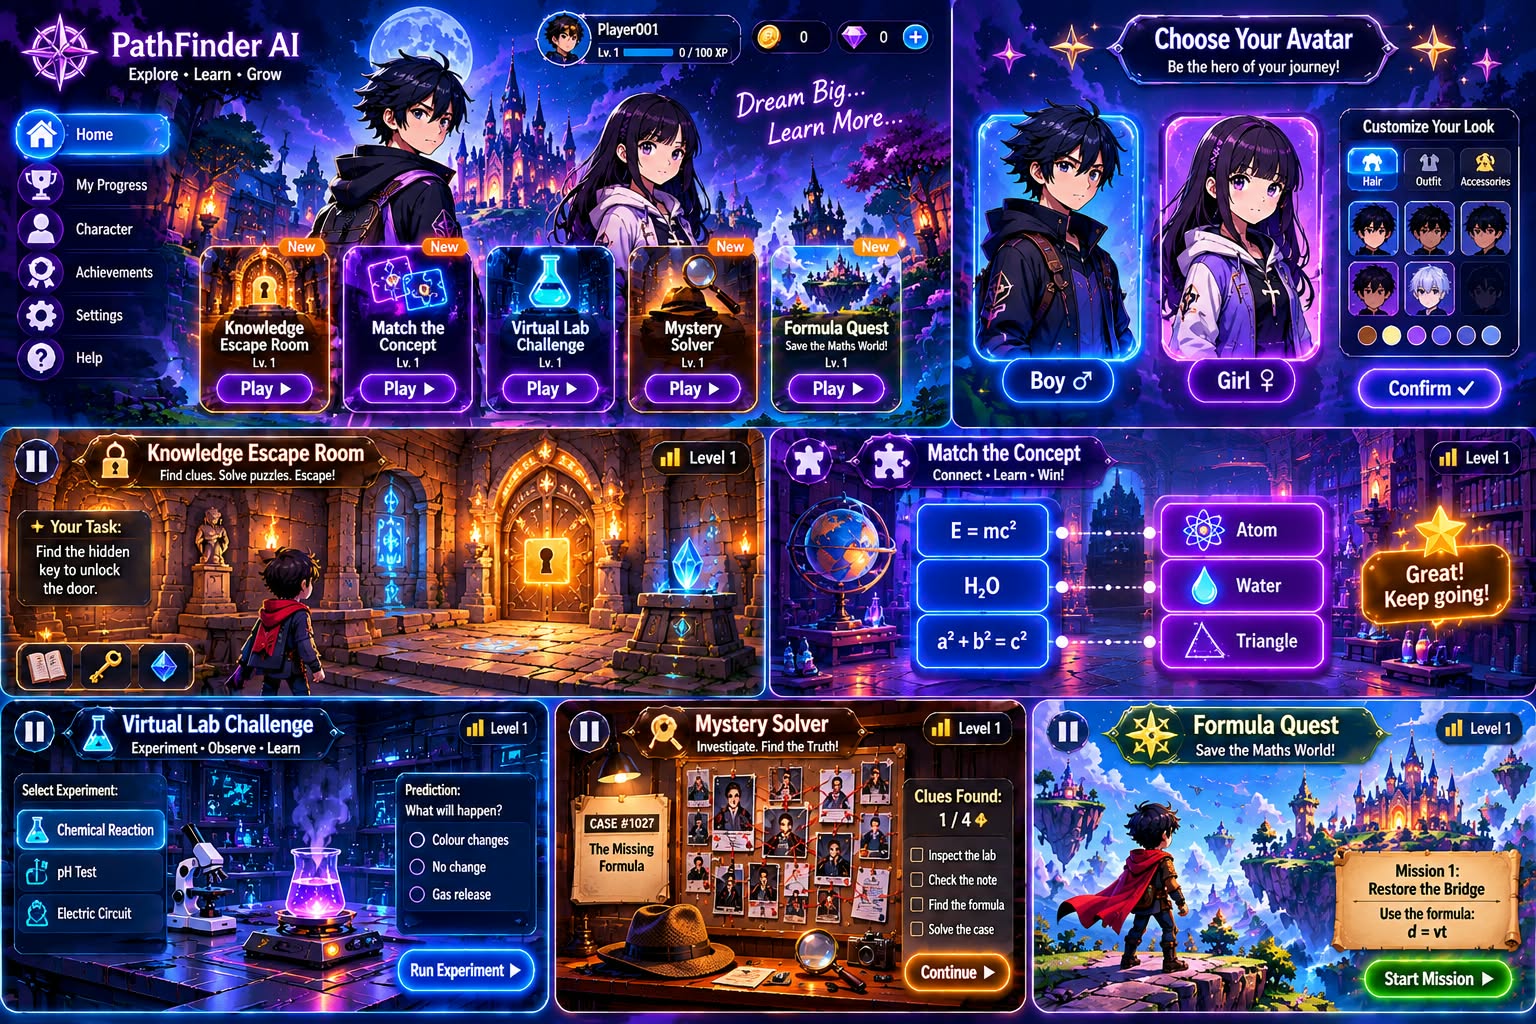 PathFinder AI
Explore • Learn • Grow
Player001
Lv. 1
0 / 100 XP
0
0
Dream Big...
Learn More...
Home
My Progress
Character
Achievements
Settings
Help
New
Knowledge
Escape Room
Lv. 1
Play
New
Match the
Concept
Lv. 1
Play
Virtual Lab
Challenge
Lv. 1
Play
New
Mystery
Solver
Lv. 1
Play
New
Formula Quest
Save the Maths World!
Lv. 1
Play
Choose Your Avatar
Be the hero of your journey!
Boy ♂
Girl ♀
Customize Your Look
Hair
Outfit
Accessories
Confirm ✓
Knowledge Escape Room
Find clues. Solve puzzles. Escape!
Level 1
Your Task:
Find the hidden
key to unlock
the door.
Match the Concept
Connect • Learn • Win!
Level 1
E = mc²
Atom
H₂O
Water
a² + b² = c²
Triangle
Great!
Keep going!
Virtual Lab Challenge
Experiment • Observe • Learn
Level 1
Select Experiment:
Chemical Reaction
pH Test
Electric Circuit
Prediction:
What will happen?
Colour changes
No change
Gas release
Run Experiment
Mystery Solver
Investigate. Find the Truth!
Level 1
CASE #1027
The Missing
Formula
Clues Found:
1 / 4
Inspect the lab
Check the note
Find the formula
Solve the case
Continue
Formula Quest
Save the Maths World!
Level 1
Mission 1:
Restore the Bridge
Use the formula:
d = vt
Start Mission